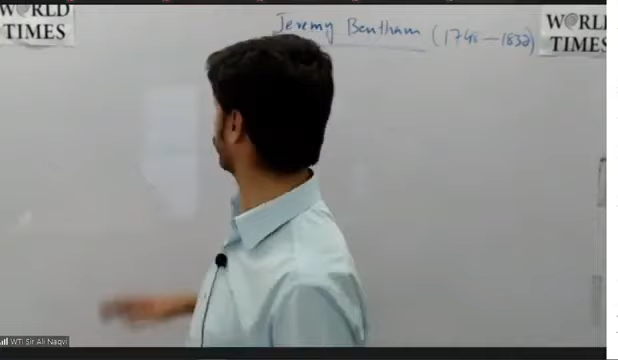 WORLD
TIMES
Jeremy Bentham (1748-1832)
WORLD
TIMES
WTI Sir Ali Naqvi